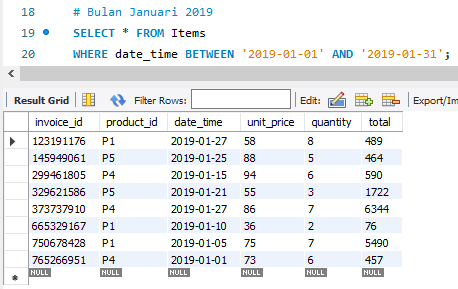 18 # Bulan Januari 2019
19 SELECT * FROM Items
20 WHERE date_time BETWEEN '2019-01-01' AND '2019-01-31';
Result Grid Filter Rows: Edit: Export/Im
invoice_id product_id date_time unit_price quantity total
123191176 P1 2019-01-27 58 8 489
145949061 P5 2019-01-25 88 5 464
299461805 P4 2019-01-15 94 6 590
329621586 P5 2019-01-21 55 3 1722
373737910 P4 2019-01-27 86 7 6344
665329167 P1 2019-01-10 36 2 76
750678428 P1 2019-01-05 75 7 5490
765266951 P4 2019-01-01 73 6 457
NULL NULL NULL NULL NULL NULL